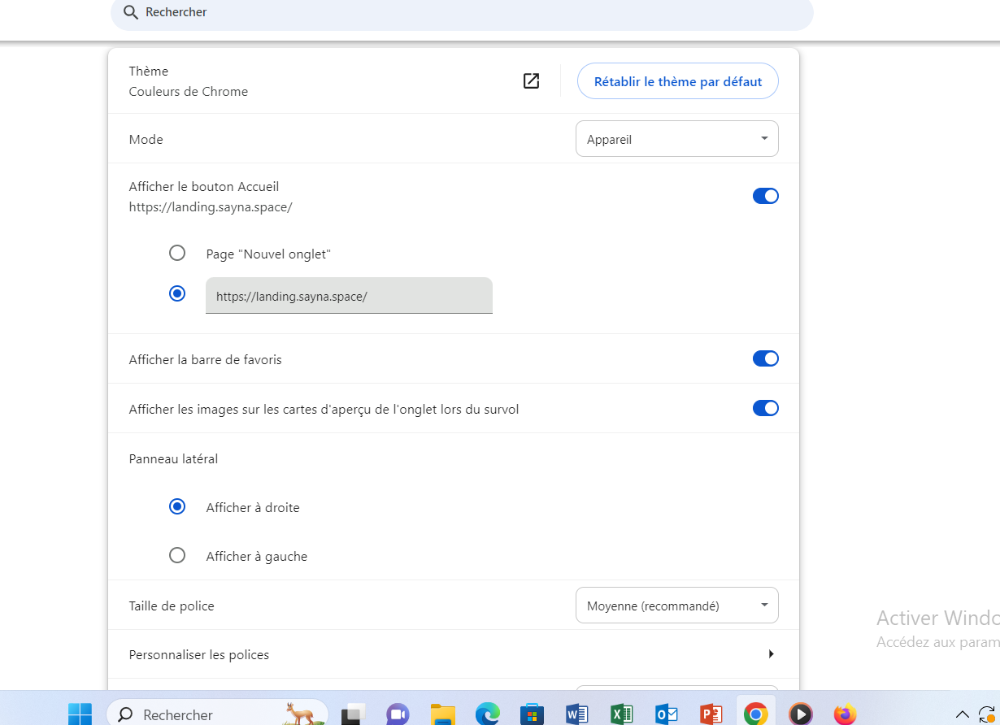 Rechercher
Thème
Couleurs de Chrome
Rétablir le thème par défaut
Mode
Appareil
Afficher le bouton Accueil
https://landing.sayna.space/
Page "Nouvel onglet"
https://landing.sayna.space/
Afficher la barre de favoris
Afficher les images sur les cartes d'aperçu de l'onglet lors du survol
Panneau latéral
Afficher à droite
Afficher à gauche
Taille de police
Moyenne (recommandé)
Personnaliser les polices
Activer Windo
Accédez aux param
Rechercher